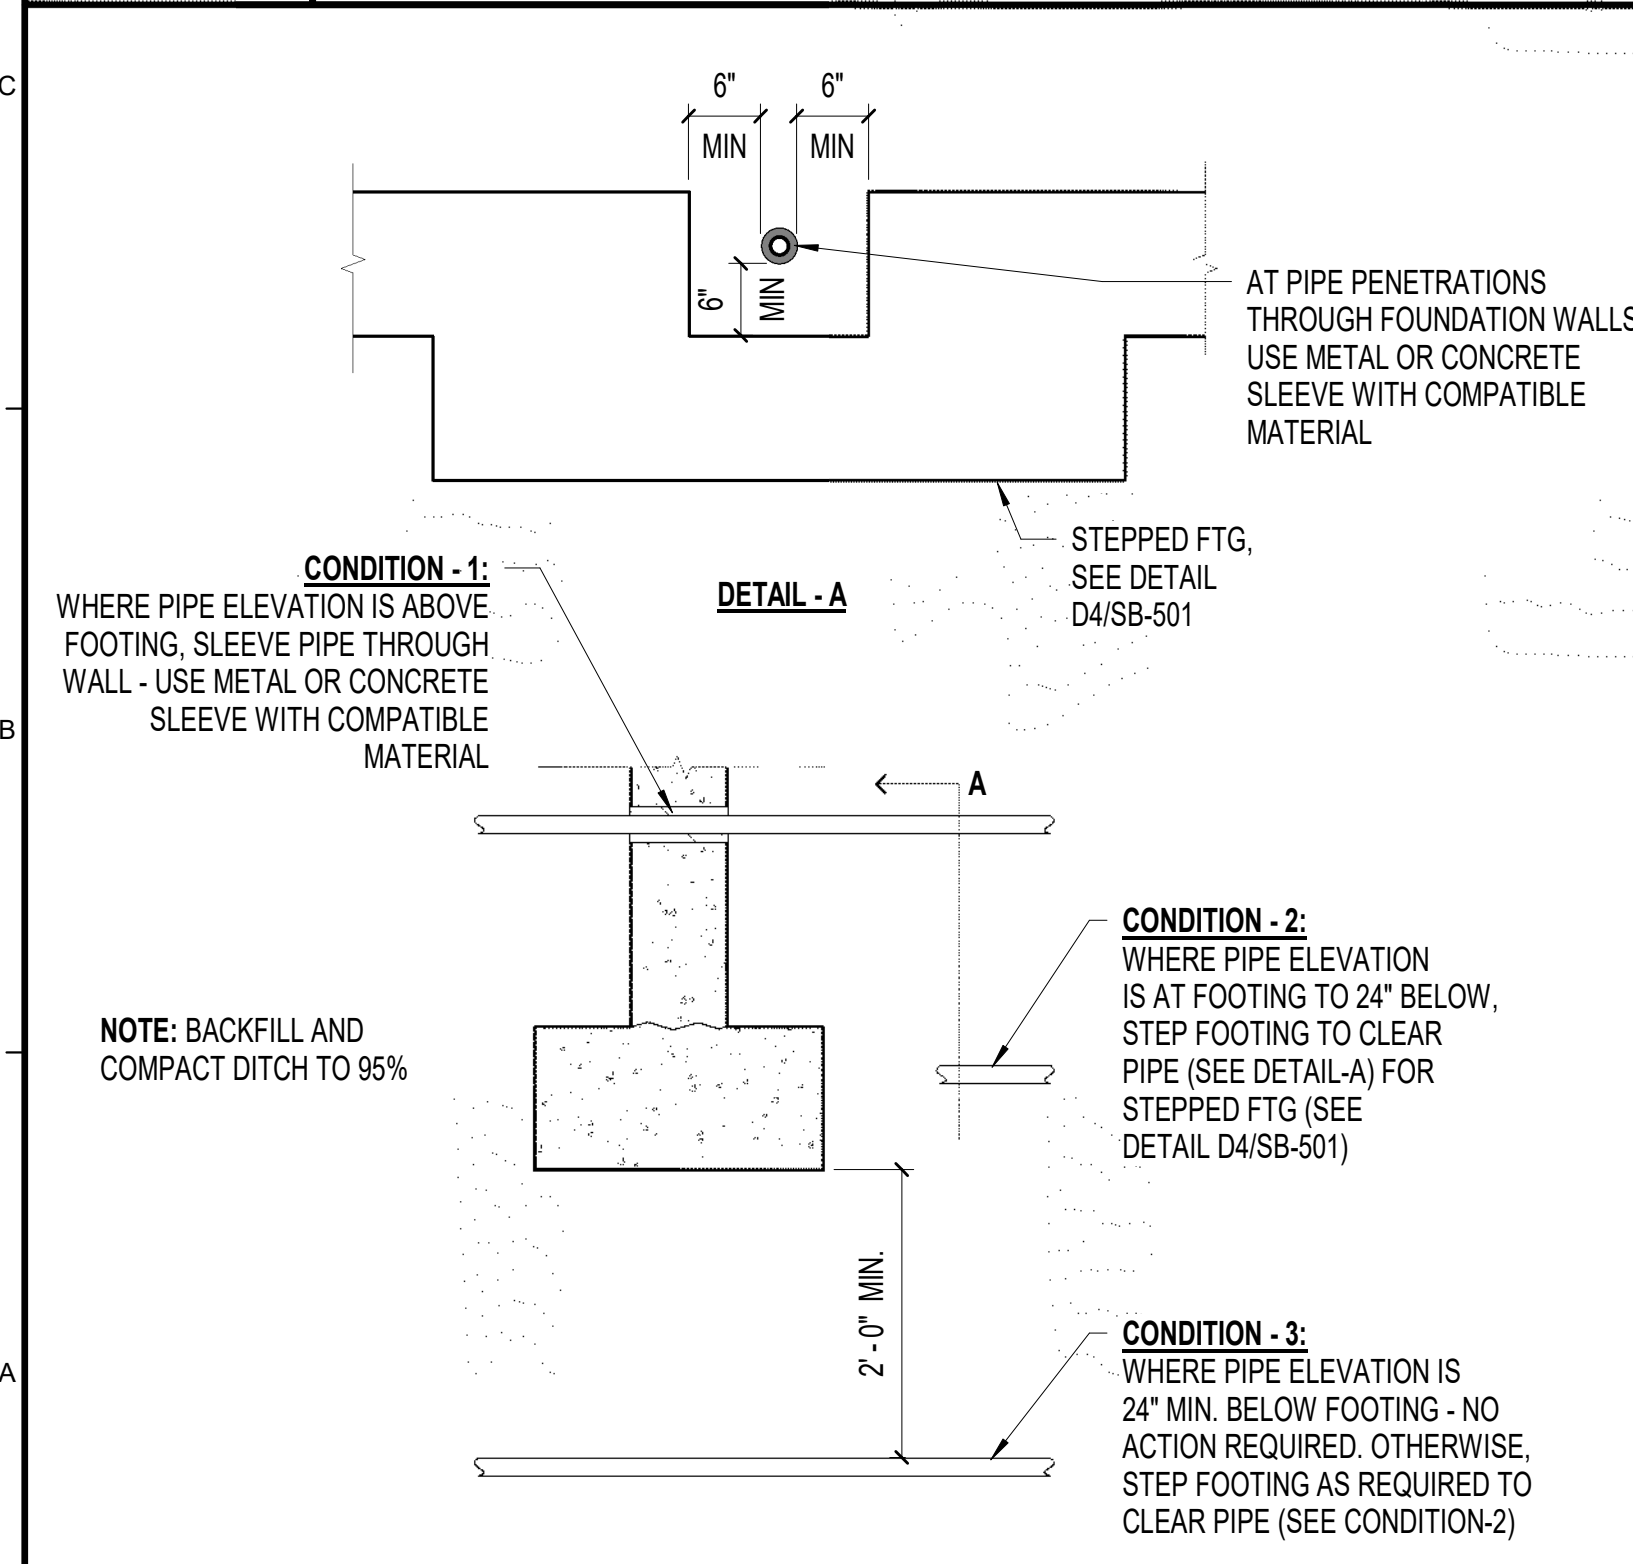 C
6" 6"
MIN MIN
6"
MIN
AT PIPE PENETRATIONS
THROUGH FOUNDATION WALLS
USE METAL OR CONCRETE
SLEEVE WITH COMPATIBLE
MATERIAL
STEPPED FTG,
SEE DETAIL
D4/SB-501
DETAIL - A
CONDITION - 1:
WHERE PIPE ELEVATION IS ABOVE
FOOTING, SLEEVE PIPE THROUGH
WALL - USE METAL OR CONCRETE
SLEEVE WITH COMPATIBLE
MATERIAL
B
A
CONDITION - 2:
WHERE PIPE ELEVATION
IS AT FOOTING TO 24" BELOW,
STEP FOOTING TO CLEAR
PIPE (SEE DETAIL-A) FOR
STEPPED FTG (SEE
DETAIL D4/SB-501)
NOTE: BACKFILL AND
COMPACT DITCH TO 95%
2' - 0" MIN.
CONDITION - 3:
WHERE PIPE ELEVATION IS
24" MIN. BELOW FOOTING - NO
ACTION REQUIRED. OTHERWISE,
STEP FOOTING AS REQUIRED TO
CLEAR PIPE (SEE CONDITION-2)
A